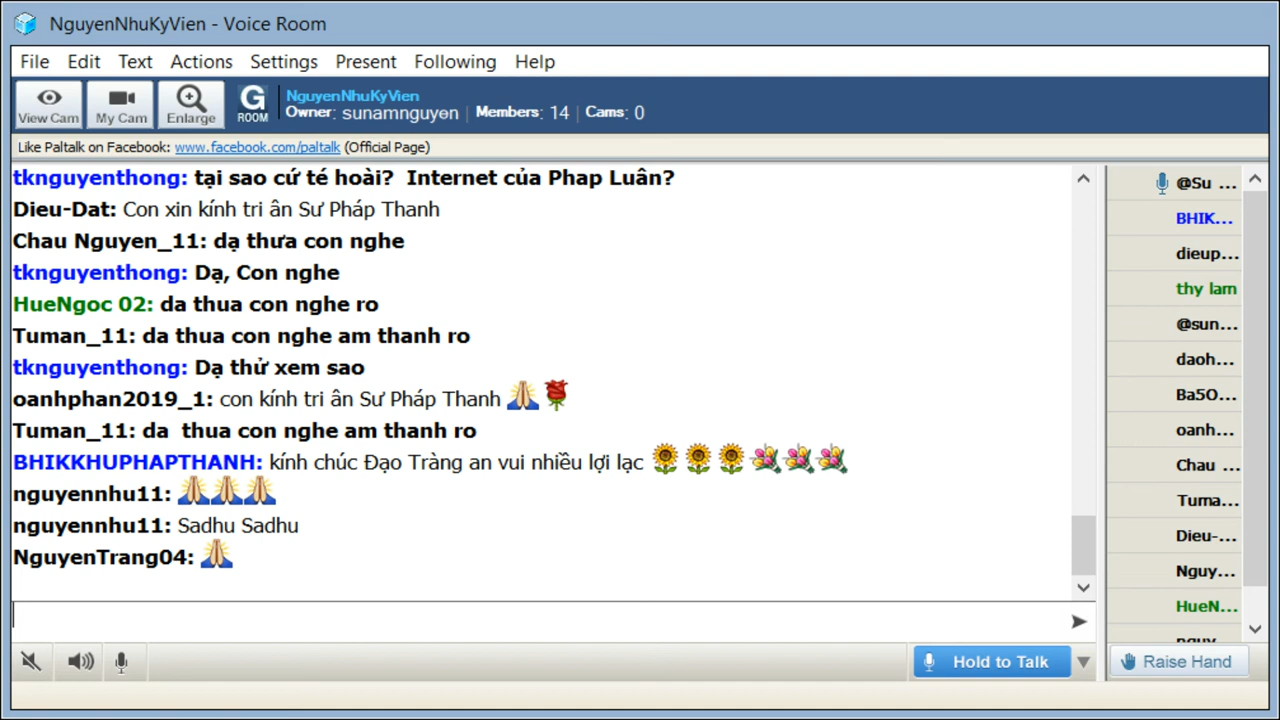 NguyenNhuKyVien - Voice Room
File Edit Text Actions Settings Present Following Help
View Cam My Cam Enlarge G ROOM
NguyenNhuKyVien
Owner: sunamnguyen | Members: 14 | Cams: 0
Like Paltalk on Facebook: www.facebook.com/paltalk (Official Page)
tknguyenthong: tại sao cứ té hoài? Internet của Phap Luân?
Dieu-Dat: Con xin kính tri ân Sư Pháp Thanh
Chau Nguyen_11: dạ thưa con nghe
tknguyenthong: Dạ, Con nghe
HueNgoc 02: da thua con nghe ro
Tuman_11: da thua con nghe am thanh ro
tknguyenthong: Dạ thử xem sao
oanhphan2019_1: con kính tri ân Sư Pháp Thanh 🙏🌹
Tuman_11: da thua con nghe am thanh ro
BHIKKHUPHAPTHANH: kính chúc Đạo Tràng an vui nhiều lợi lạc 🌻🌻🌻💐💐💐
nguyennhu11: 🙏🙏🙏
nguyennhu11: Sadhu Sadhu
NguyenTrang04: 🙏
@Su ...
BHIK...
dieup...
thy lam
@sun...
daoh...
Ba5O...
oanh...
Chau ...
Tuma...
Dieu-...
Nguy...
HueN...
Hold to Talk
Raise Hand